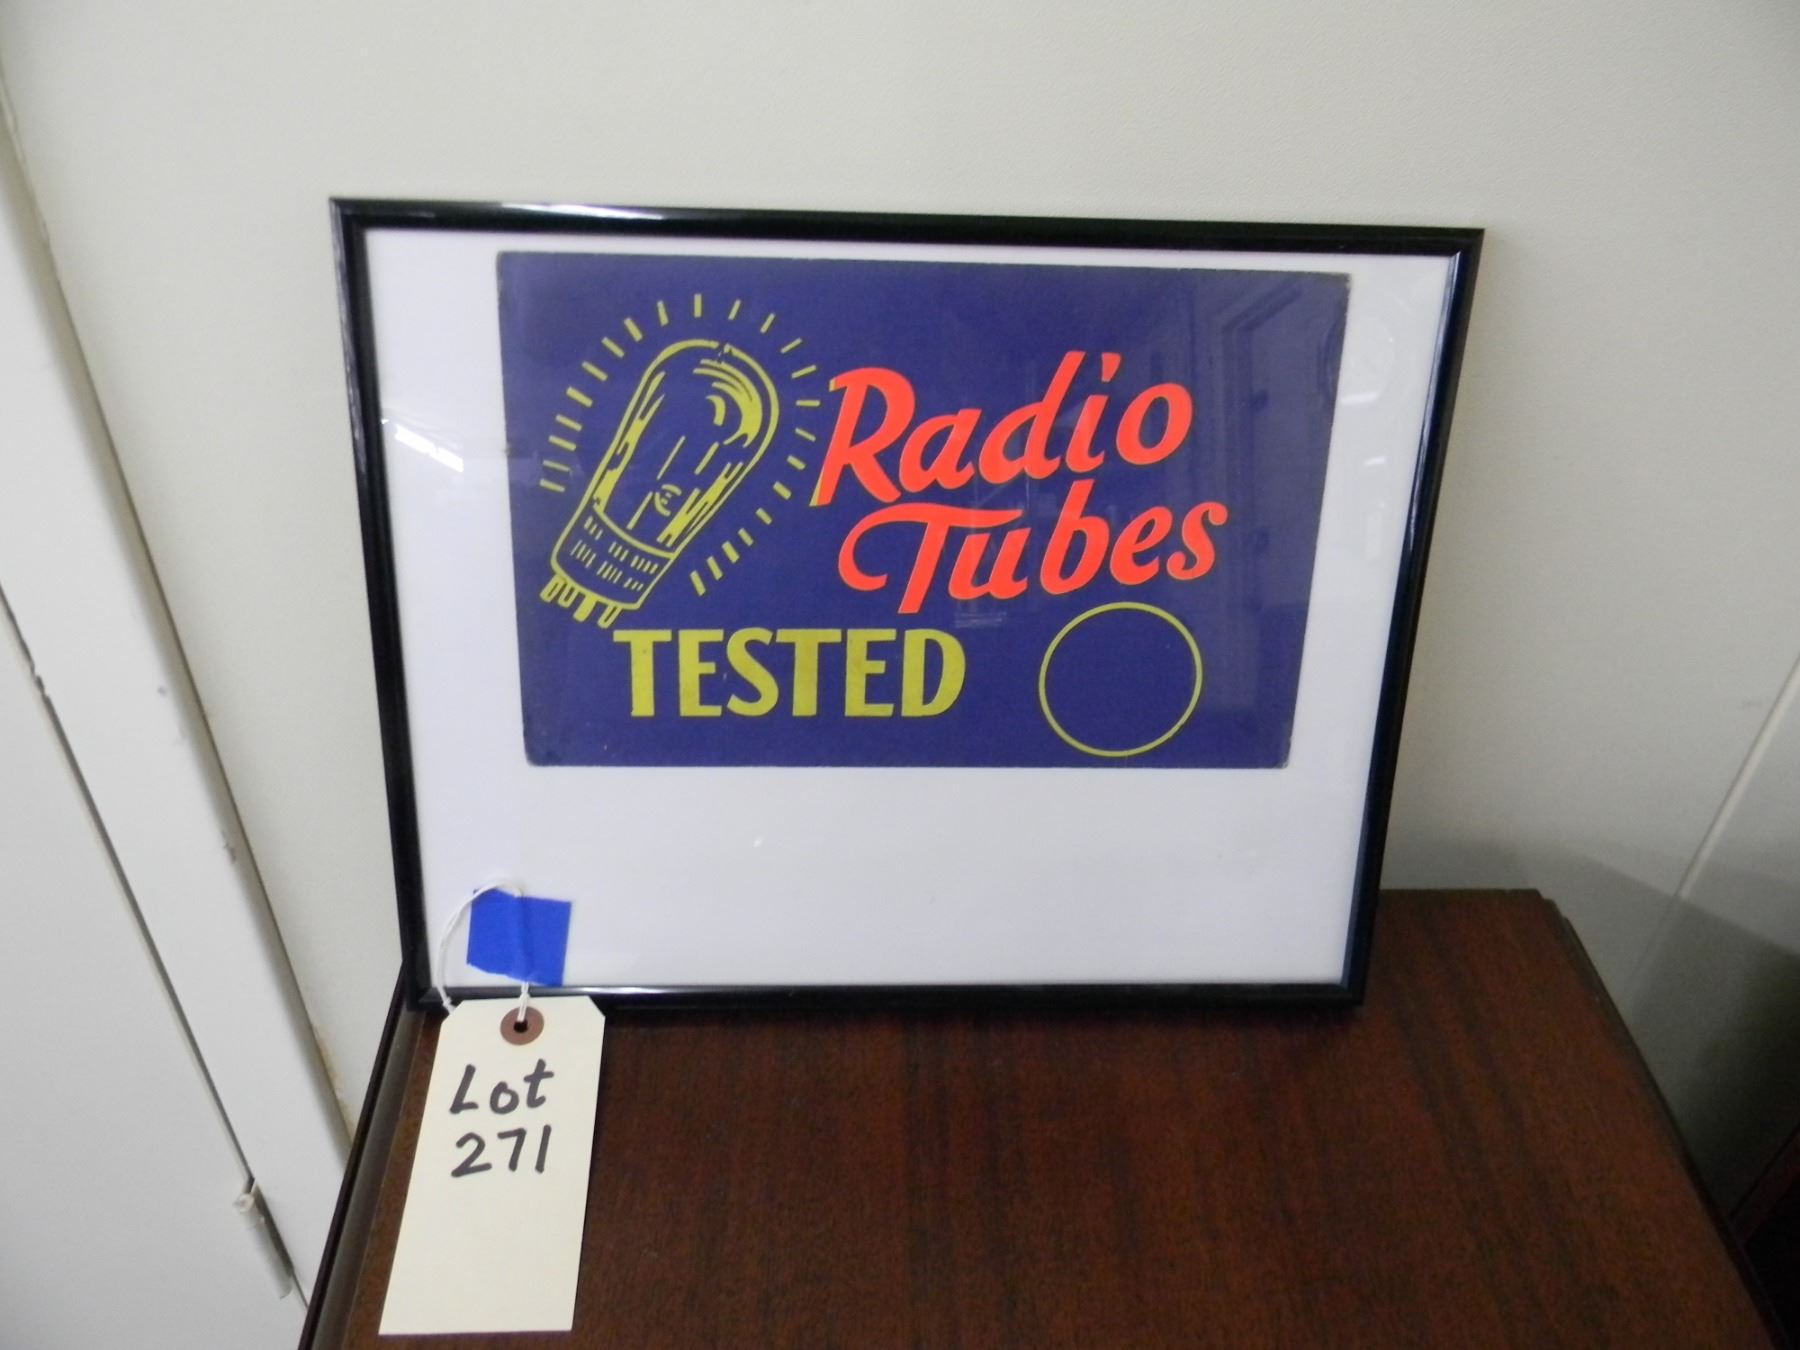 Radio
Tubes
TESTED
Lot
271